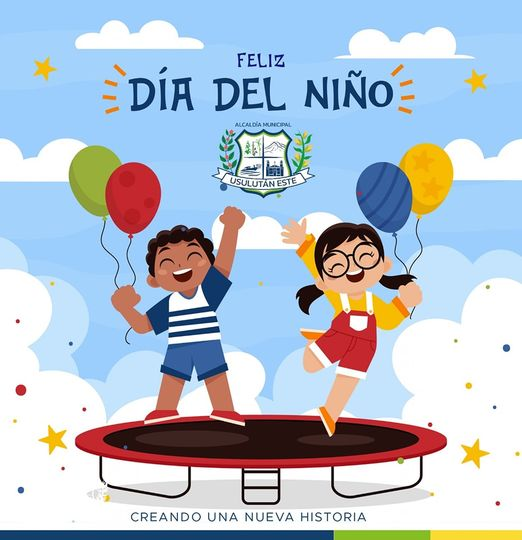 FELIZ
DÍA DEL NIÑO
ALCALDÍA MUNICIPAL
USULUTÁN ESTE
CREANDO UNA NUEVA HISTORIA